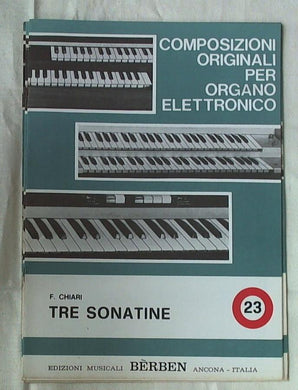 COMPOSIZIONI
ORIGINALI
PER
ORGANO
ELETTRONICO
F. CHIARI
TRE SONATINE
23
EDIZIONI MUSICALI BÈRBEN ANCONA - ITALIA